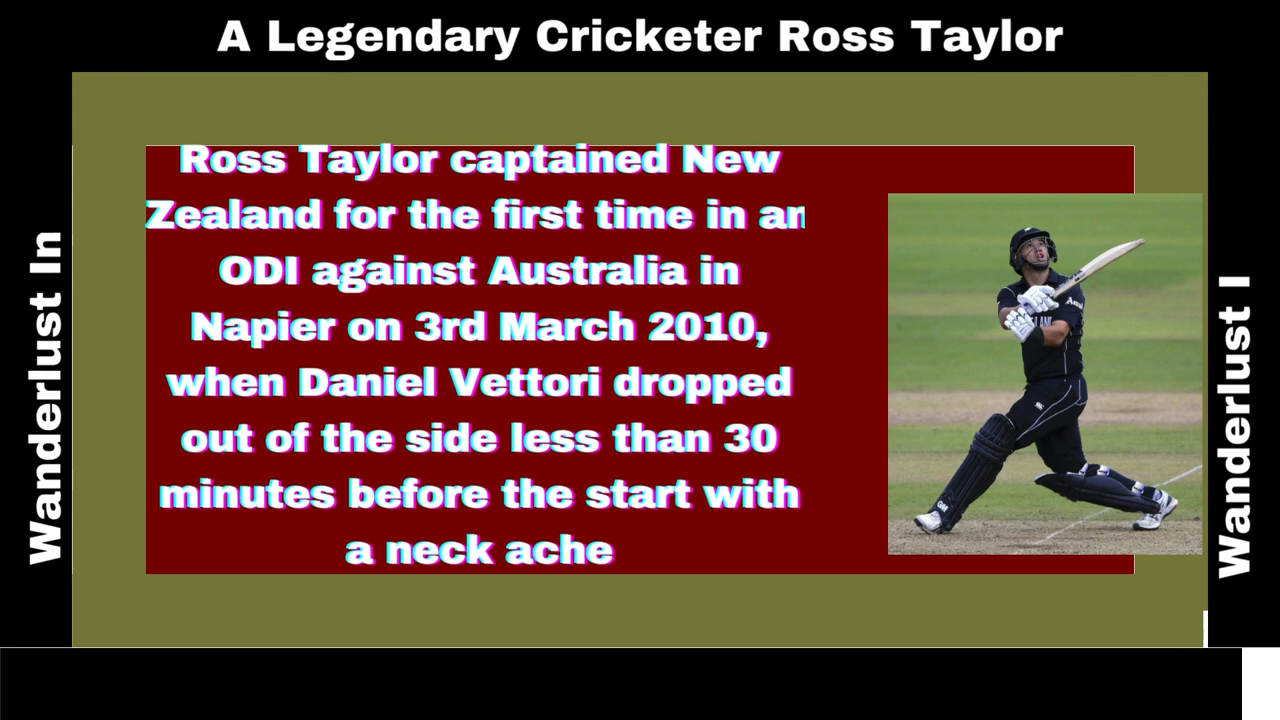 A Legendary Cricketer Ross Taylor
Ross Taylor captained New
Zealand for the first time in an
ODI against Australia in
Napier on 3rd March 2010,
when Daniel Vettori dropped
out of the side less than 30
minutes before the start with
a neck ache
Wanderlust In
Wanderlust I